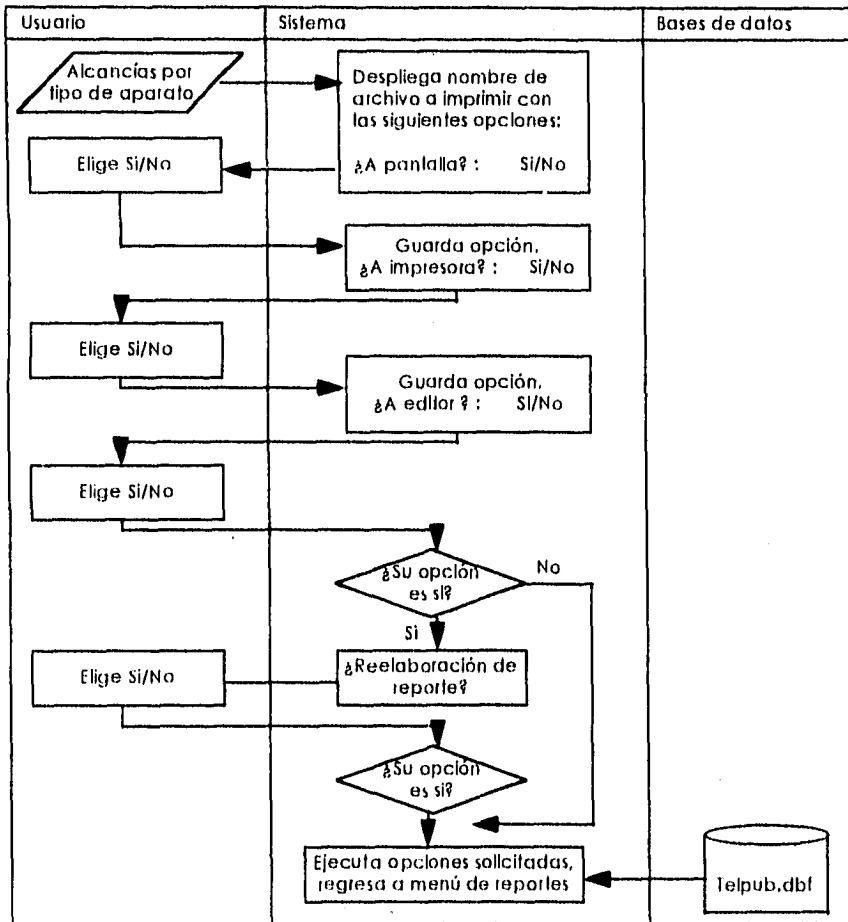 Usuario
Sistema
Bases de datos
Alcancías por
tipo de aparato
Despliega nombre de
archivo a imprimir con
las siguientes opciones:
¿A pantalla? : Si/No
Elige Si/No
Guarda opción.
¿A impresora? : Si/No
Elige Si/No
Guarda opción.
¿A editor? : Si/No
Elige Si/No
¿Su opción
es si?
No
Si
¿Reelaboración de
reporte?
Elige Si/No
¿Su opción
es si?
Ejecuta opciones solicitadas,
regresa a menú de reportes
Telpub.dbf